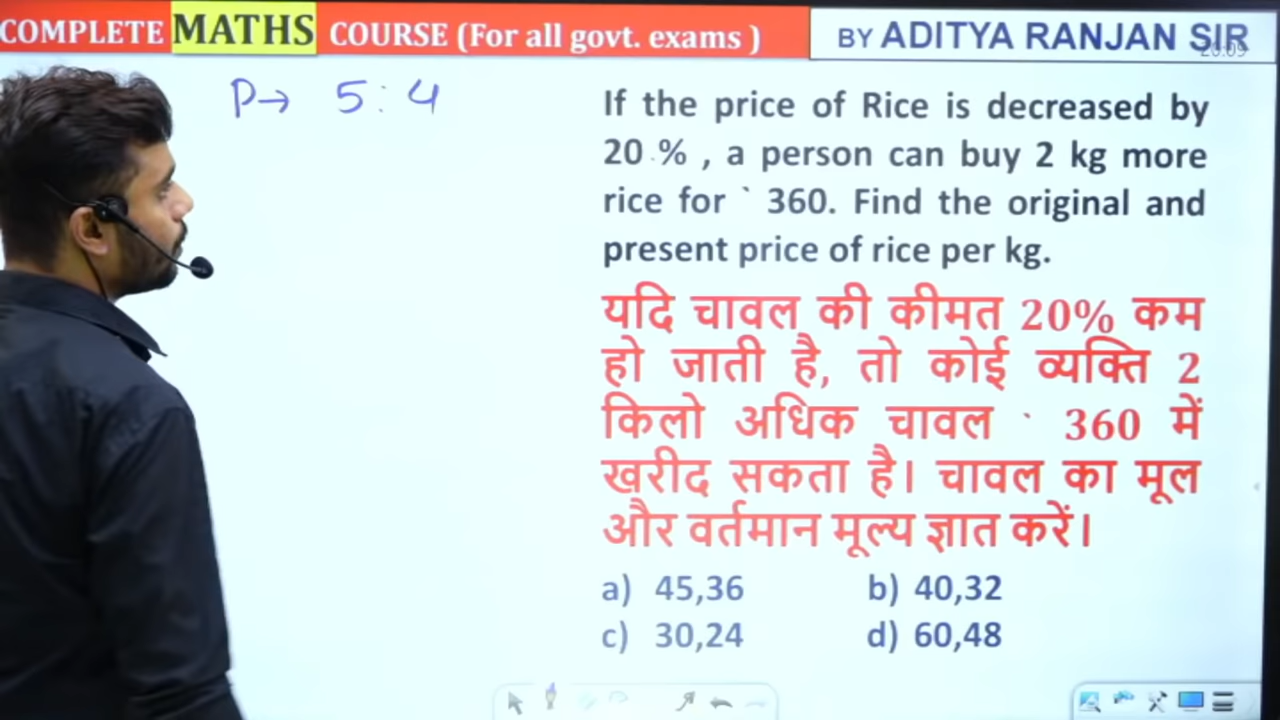 COMPLETE MATHS COURSE (For all govt. exams )
BY ADITYA RANJAN SIR
20:09
P→ 5:4
If the price of Rice is decreased by
20 % , a person can buy 2 kg more
rice for ` 360. Find the original and
present price of rice per kg.
यदि चावल की कीमत 20% कम
हो जाती है, तो कोई व्यक्ति 2
किलो अधिक चावल ` 360 में
खरीद सकता है। चावल का मूल
और वर्तमान मूल्य ज्ञात करें।
a) 45,36 b) 40,32
c) 30,24 d) 60,48